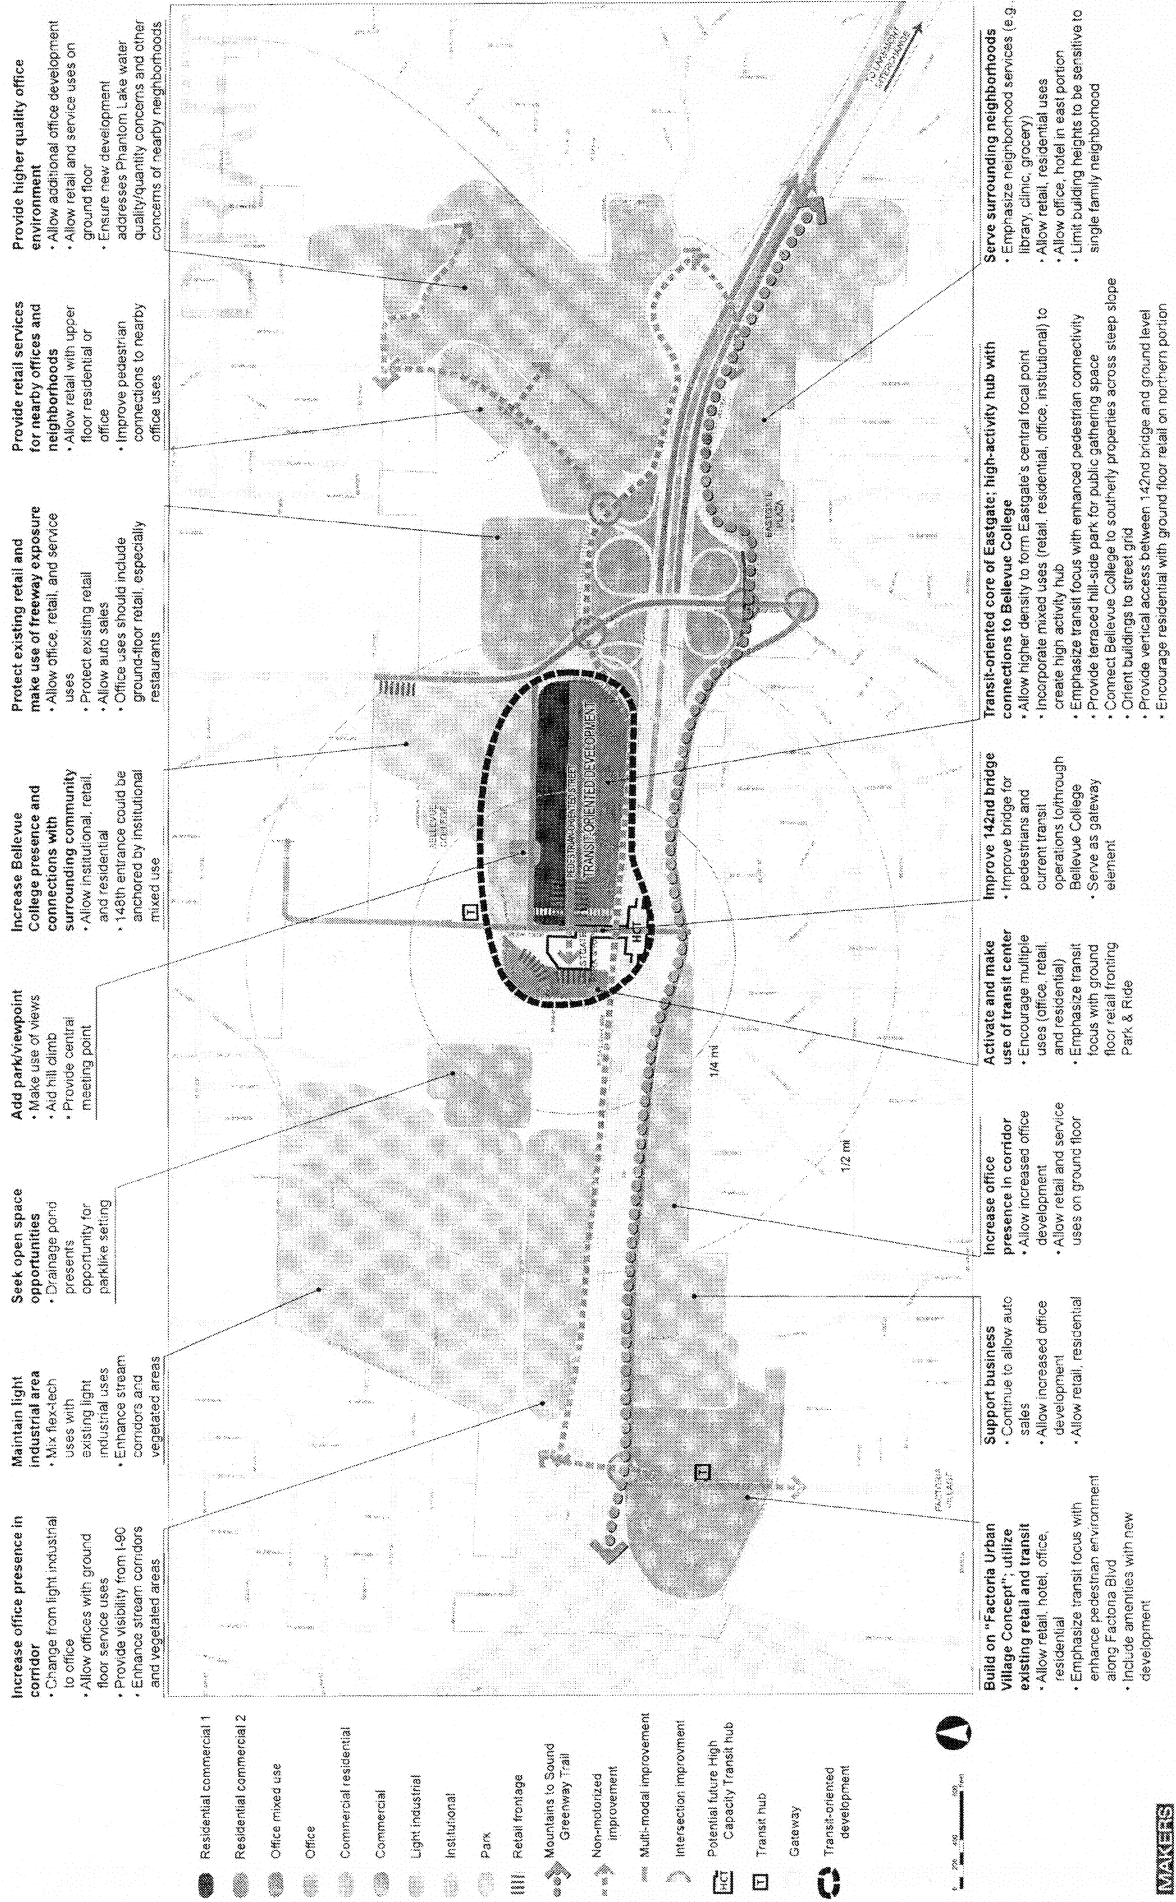 DRAFT
Increase office presence in
corridor
• Change from light industrial
to office
• Allow offices with ground
floor service uses
• Provide visibility from I-90
• Enhance stream corridors
and vegetated areas
Maintain light
industrial area
• Mix flex-tech
uses with
existing light
industrial uses
• Enhance stream
corridors and
vegetated areas
Seek open space
opportunities
• Drainage pond
presents
opportunity for
parklike setting
Add park/viewpoint
• Make use of views
• Aid hill climb
• Provide central
meeting point
Increase Bellevue
College presence and
connections with
surrounding community
• Allow institutional, retail,
and residential
• 148th entrance could be
anchored by institutional
mixed use
Protect existing retail and
make use of freeway exposure
• Allow office, retail, and service
uses
• Protect existing retail
• Allow auto sales
• Office uses should include
ground-floor retail, especially
restaurants
Provide retail services
for nearby offices and
neighborhoods
• Allow retail with upper
floor residential or
office
• Improve pedestrian
connections to nearby
office uses
Provide higher quality office
environment
• Allow additional office development
• Allow retail and service uses on
ground floor
• Ensure new development
addresses Phantom Lake water
quality/quantity concerns and other
concerns of nearby neighborhoods
Residential commercial 1
Residential commercial 2
Office mixed use
Office
Commercial residential
Commercial
Light industrial
Institutional
Park
Retail frontage
Mountains to Sound
Greenway Trail
Non-motorized
improvement
Multi-modal improvement
Intersection improvment
HCT
Potential future High
Capacity Transit hub
T
Transit hub
Gateway
Transit-oriented
development
BELLEVUE
COLLEGE
T
PEDESTRIAN-ORIENTED STREET
TRANSIT-ORIENTED DEVELOPMENT
HCT
EASTGATE
PLAZA
TO LAKEMONT
INTERCHANGE
1/4 mi
1/2 mi
T
FACTORIA
VILLAGE
Build on "Factoria Urban
Village Concept"; utilize
existing retail and transit
• Allow retail, hotel, office,
residential
• Emphasize transit focus with
enhance pedestrian environment
along Factoria Blvd
• Include amenities with new
development
Support business
• Continue to allow auto
sales
• Allow increased office
development
• Allow retail, residential
Increase office
presence in corridor
• Allow increased office
development
• Allow retail and service
uses on ground floor
Activate and make
use of transit center
• Encourage multiple
uses (office, retail,
and residential)
• Emphasize transit
focus with ground
floor retail fronting
Park & Ride
Improve 142nd bridge
• Improve bridge for
pedestrians and
current transit
operations to/through
Bellevue College
• Serve as gateway
element
Transit-oriented core of Eastgate; high-activity hub with
connections to Bellevue College
• Allow higher density to form Eastgate's central focal point
• Incorporate mixed uses (retail, residential, office, institutional) to
create high activity hub
• Emphasize transit focus with enhanced pedestrian connectivity
• Provide terraced hill-side park for public gathering space
• Connect Bellevue College to southerly properties across steep slope
• Orient buildings to street grid
• Provide vertical access between 142nd bridge and ground level
• Encourage residential with ground floor retail on northern portion
Serve surrounding neighborhoods
• Emphasize neighborhood services (e.g.
library, clinic, grocery)
• Allow retail, residential uses
• Allow office, hotel in east portion
• Limit building heights to be sensitive to
single family neighborhood
MAKERS